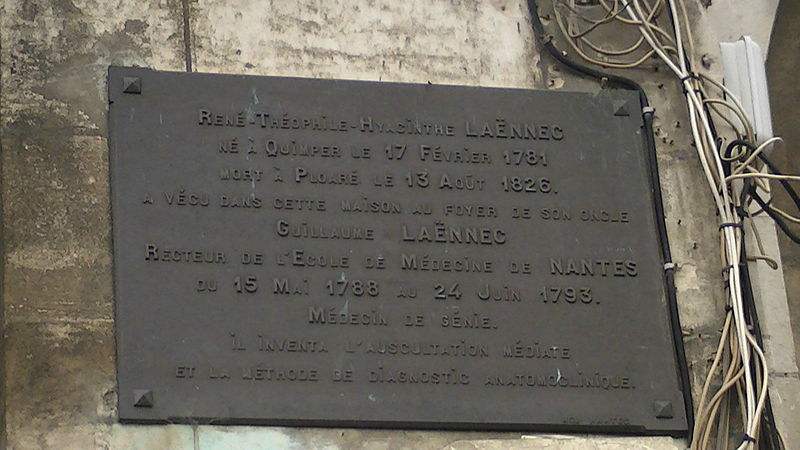 René-Théophile-Hyacinthe LAËNNEC
né à Quimper le 17 Février 1781
mort à Ploaré le 13 Août 1826.
a vécu dans cette maison au foyer de son oncle
Guillaume LAËNNEC
Recteur de l'Ecole de Médecine de NANTES
du 15 Mai 1788 au 24 Juin 1793.
Médecin de génie.
il inventa l'auscultation médiate
et la méthode de diagnostic anatomoclinique.